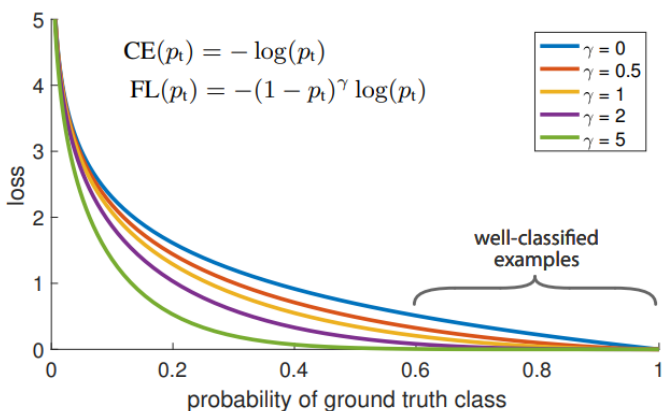 CE(pt) = − log(pt)
FL(pt) = −(1 − pt)γ log(pt)
γ = 0
γ = 0.5
γ = 1
γ = 2
γ = 5
well-classified
examples
5
4
3
2
1
0
loss
0
0.2
0.4
0.6
0.8
1
probability of ground truth class